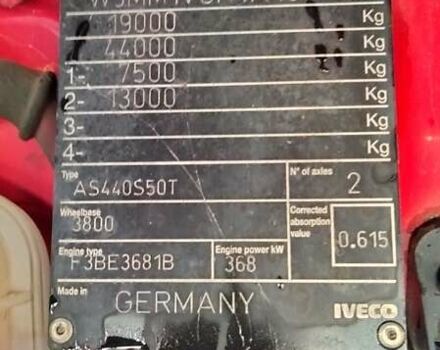 19000 Kg
44000 Kg
1- 7500 Kg
2- 13000 Kg
3- Kg
4- Kg
Type AS440S50T N° of axles 2
Wheelbase 3800 Corrected absorption value 0.615
Engine type F3BE3681B Engine power kW 368
Made in GERMANY IVECO